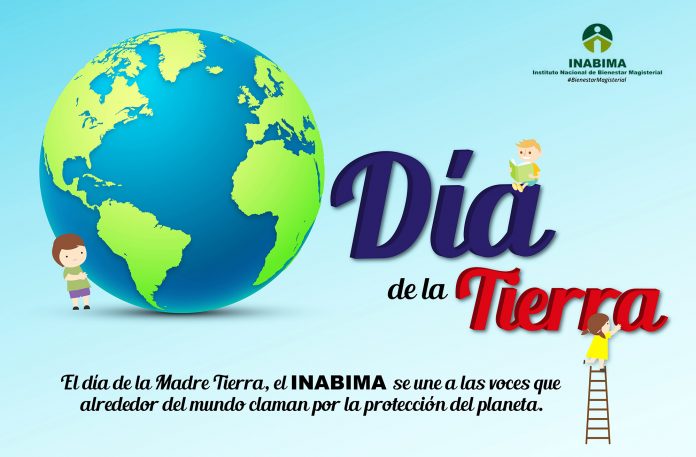 INABIMA
Instituto Nacional de Bienestar Magisterial
#BienestarMagisterial
Día
de la Tierra
El día de la Madre Tierra, el INABIMA se une a las voces que
alrededor del mundo claman por la protección del planeta.